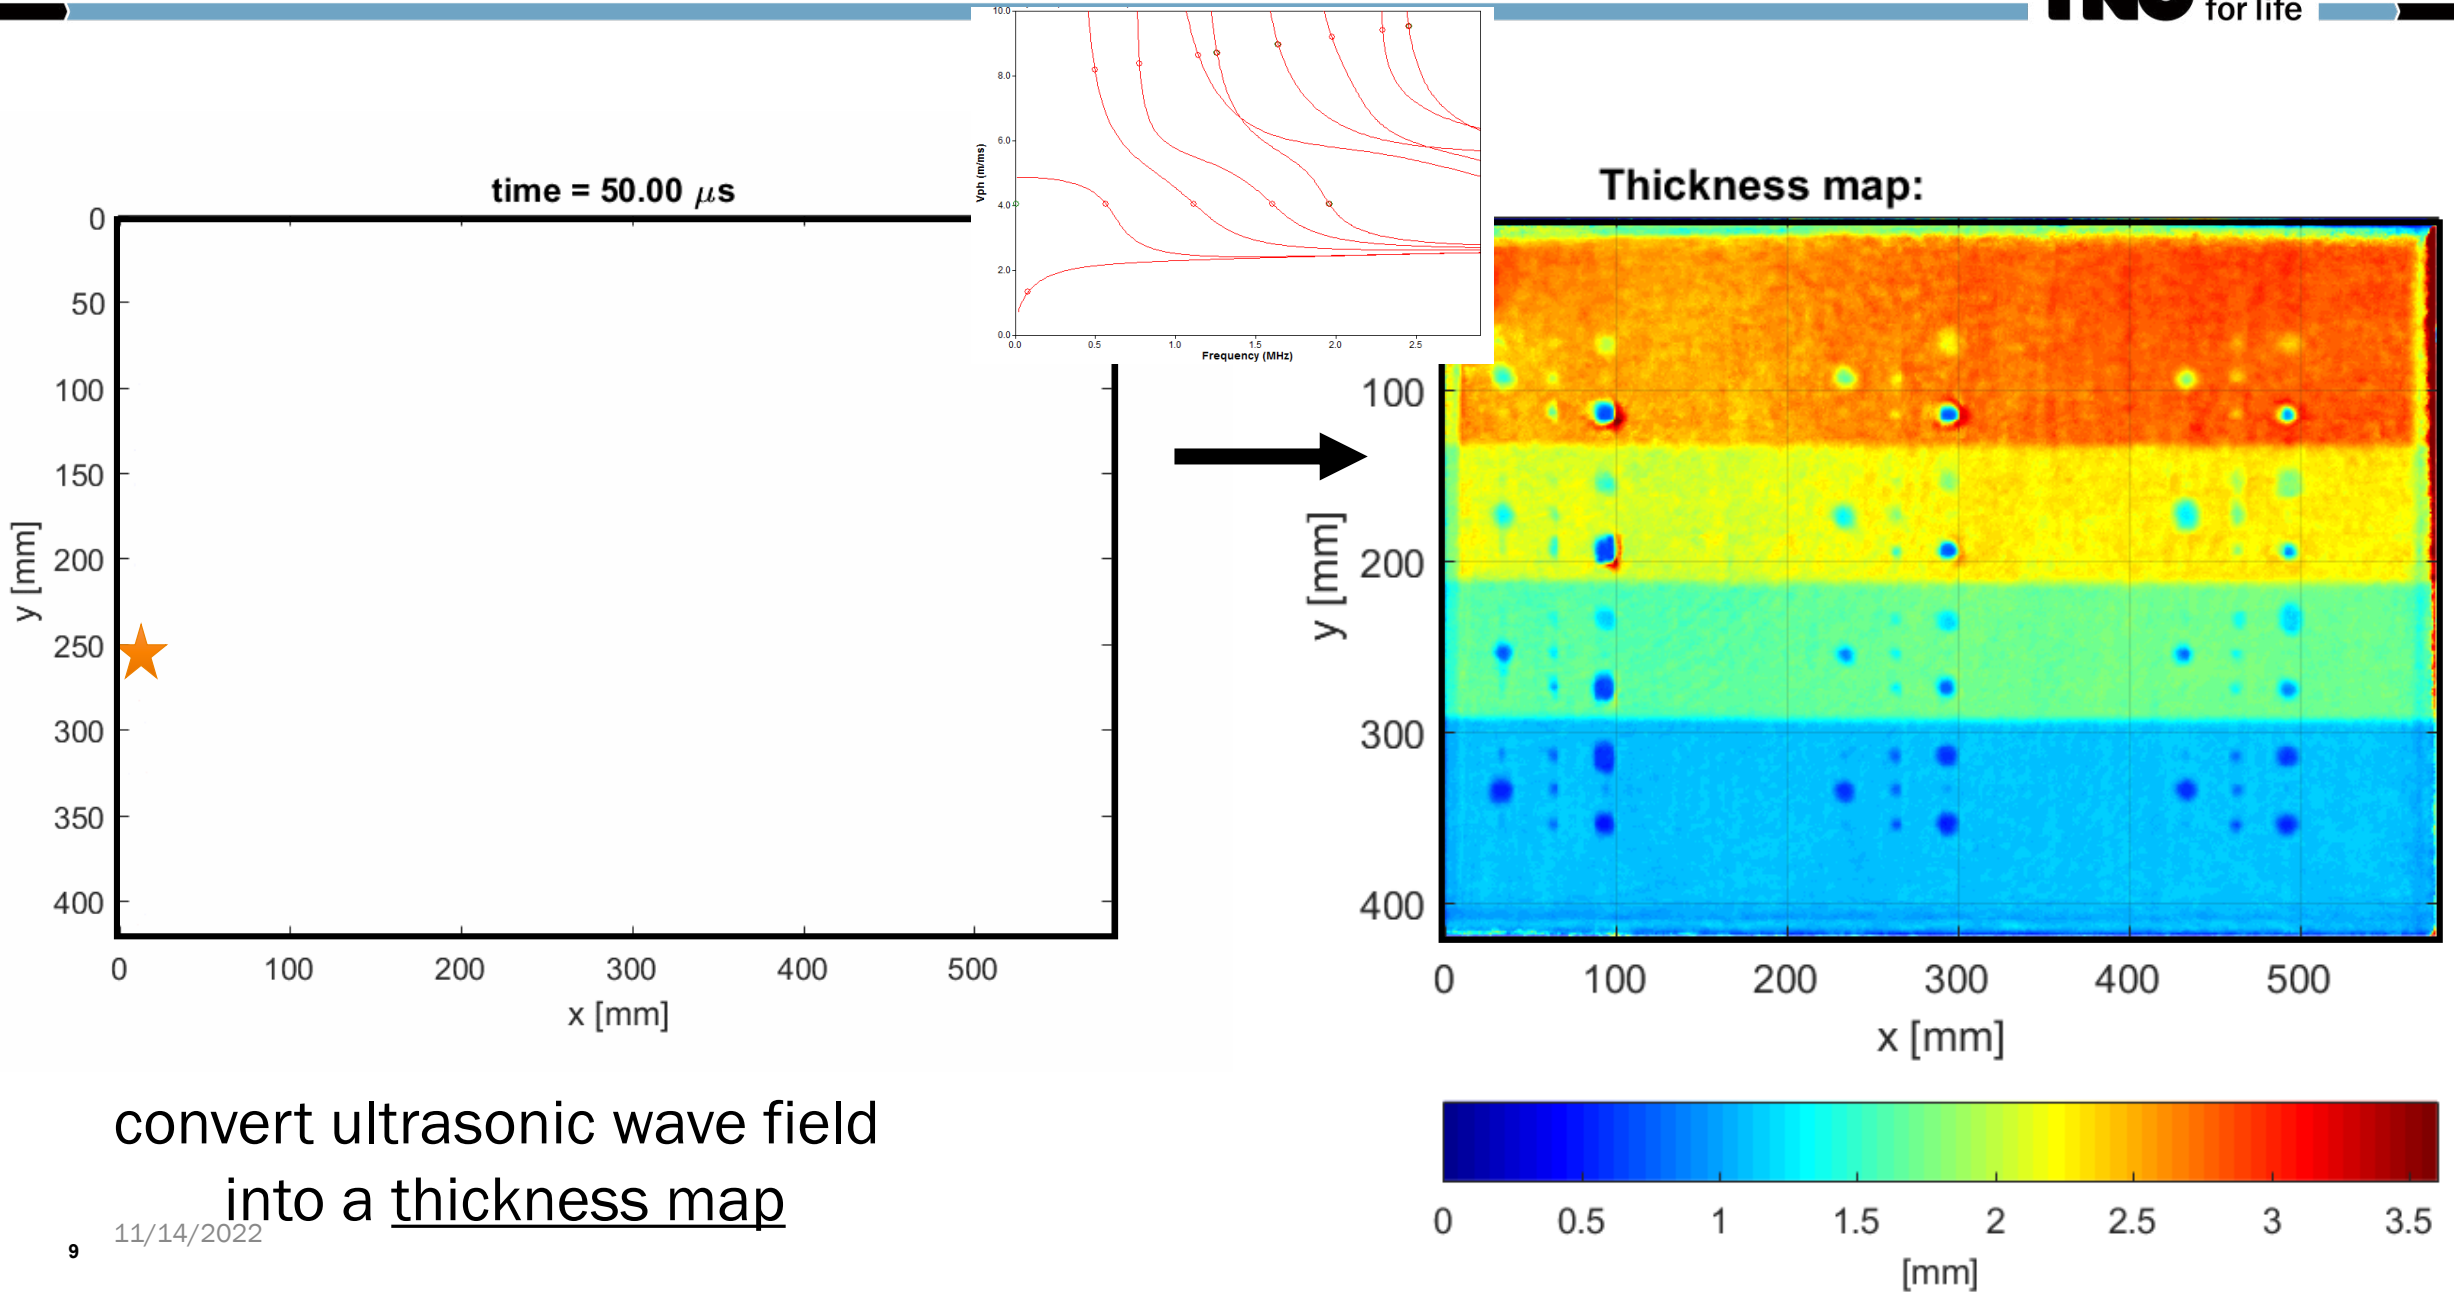 for life
10.0
8.0
6.0
4.0
2.0
0.0
Vph (m/ms)
0.0 0.5 1.0 1.5 2.0 2.5
Frequency (MHz)
time = 50.00 μs
0
50
100
150
200
250
300
350
400
y [mm]
0 100 200 300 400 500
x [mm]
Thickness map:
100
200
300
400
y [mm]
0 100 200 300 400 500
x [mm]
0 0.5 1 1.5 2 2.5 3 3.5
[mm]
convert ultrasonic wave field
into a thickness map
11/14/2022
9